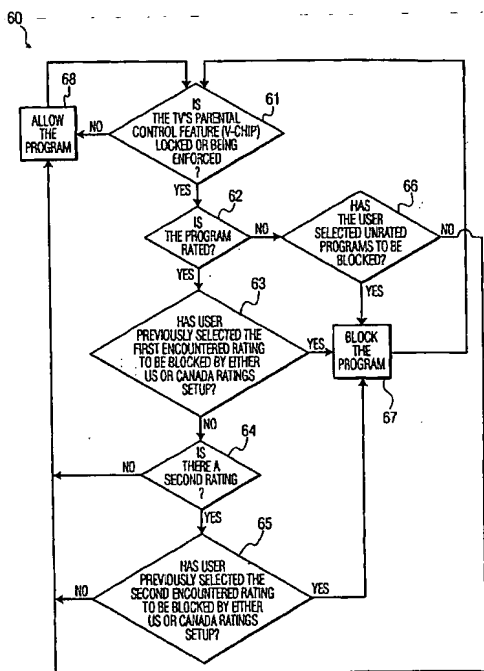 60
68
ALLOW
THE
PROGRAM
NO
IS
THE TV'S PARENTAL
CONTROL FEATURE (V-CHIP)
LOCKED OR BEING
ENFORCED
?
61
YES
62
IS
THE PROGRAM
RATED?
NO
66
HAS
THE USER
SELECTED UNRATED
PROGRAMS TO BE
BLOCKED?
NO
YES
YES
63
HAS USER
PREVIOUSLY SELECTED THE
FIRST ENCOUNTERED RATING
TO BE BLOCKED BY EITHER
US OR CANADA RATINGS
SETUP?
YES
BLOCK
THE
PROGRAM
67
NO
64
IS
THERE A
SECOND RATING
?
NO
YES
65
HAS USER
PREVIOUSLY SELECTED THE
SECOND ENCOUNTERED RATING
TO BE BLOCKED BY EITHER
US OR CANADA RATINGS
SETUP?
NO
YES